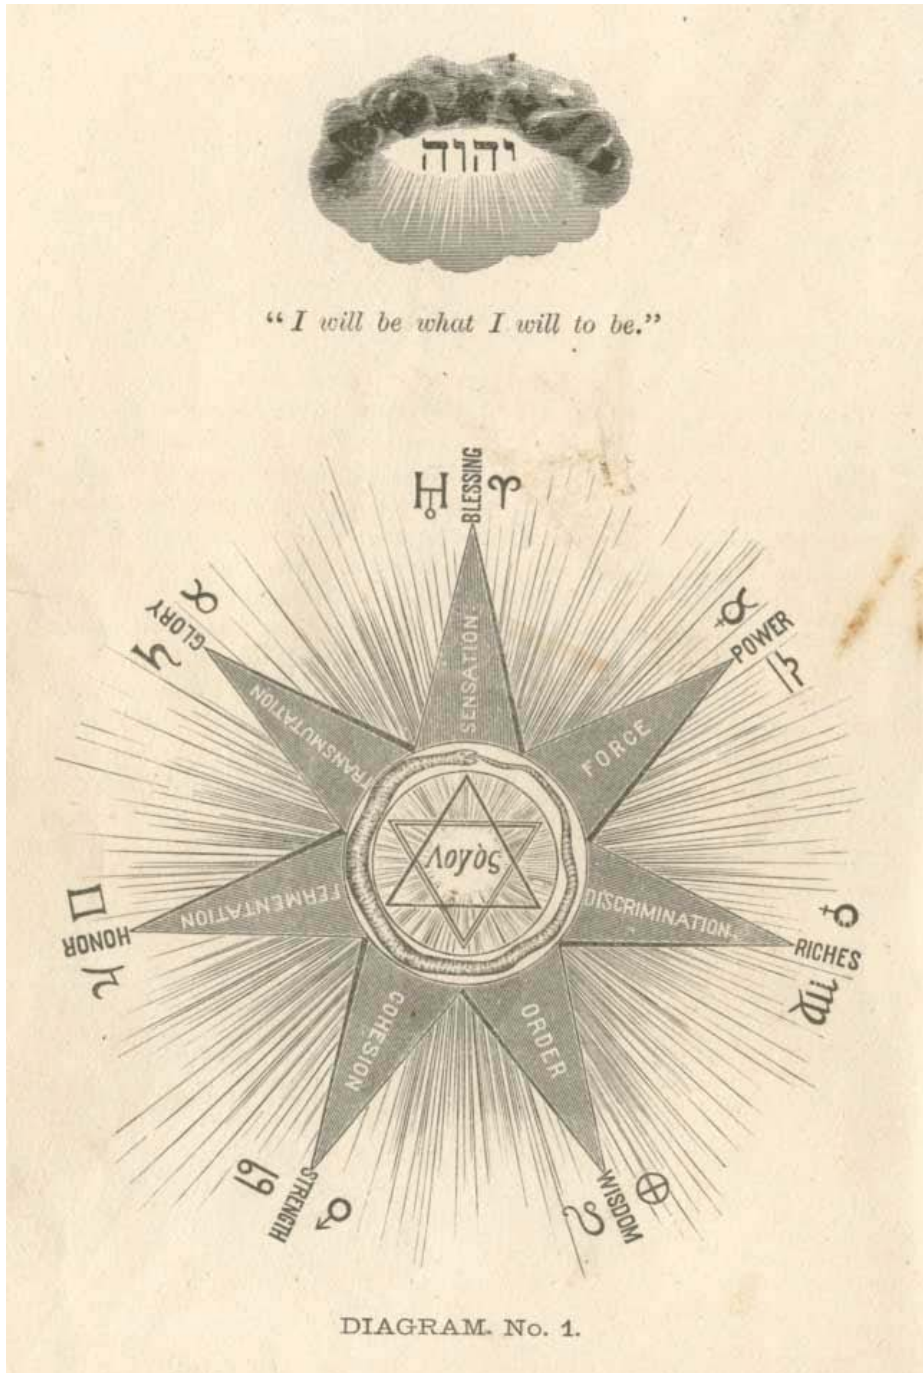 יהוה
“I will be what I will to be.”
BLESSING
SENSATION.
POWER
FORCE
RICHES
DISCRIMINATION.
WISDOM
ORDER
STRENGTH
COHESION
HONOR
FERMENTATION
GLORY
TRANSMUTATION
Λογὸς
DIAGRAM. No. 1.